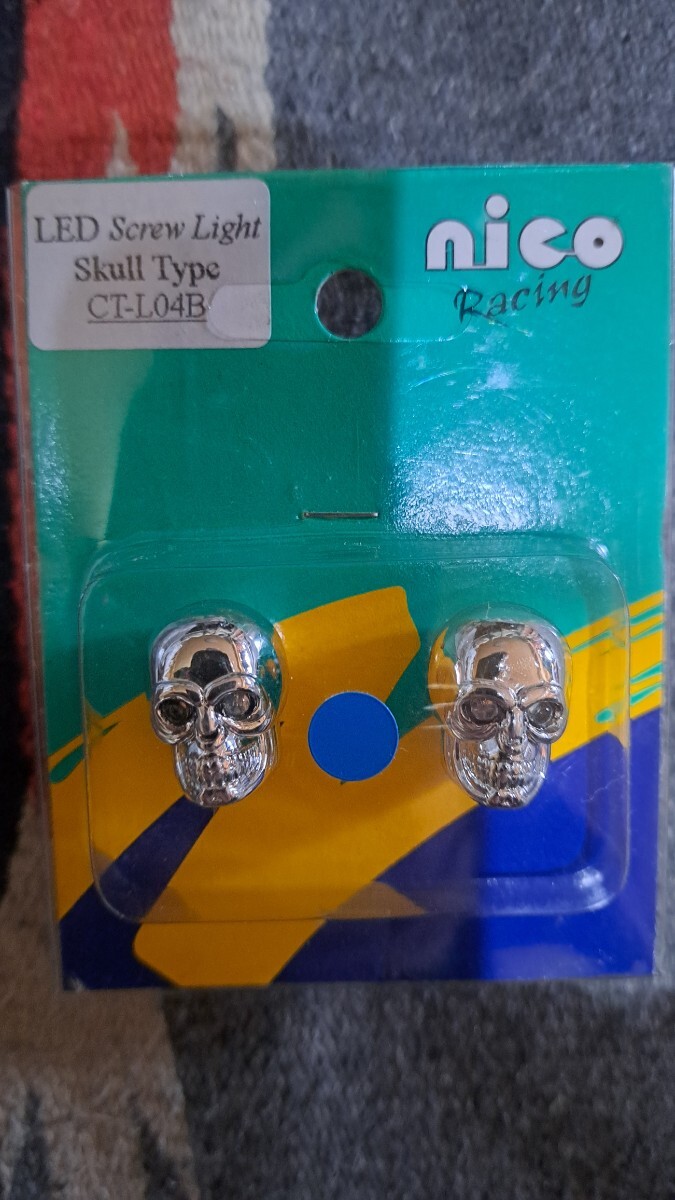 LED Screw Light
Skull Type
CT-L04B
nico
Racing